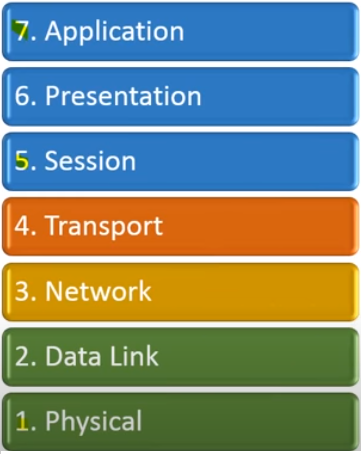 7. Application
6. Presentation
5. Session
4. Transport
3. Network
2. Data Link
1. Physical